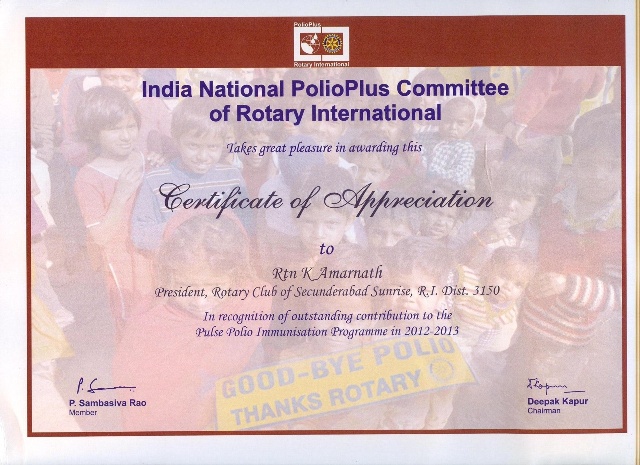 PolioPlus
Rotary International
India National PolioPlus Committee
of Rotary International
Takes great pleasure in awarding this
Certificate of Appreciation
to
Rtn K Amarnath
President, Rotary Club of Secunderabad Sunrise, R.I. Dist. 3150
In recognition of outstanding contribution to the
Pulse Polio Immunisation Programme in 2012-2013
GOOD-BYE POLIO
THANKS ROTARY
P. Sambasiva Rao
Member
Deepak Kapur
Chairman